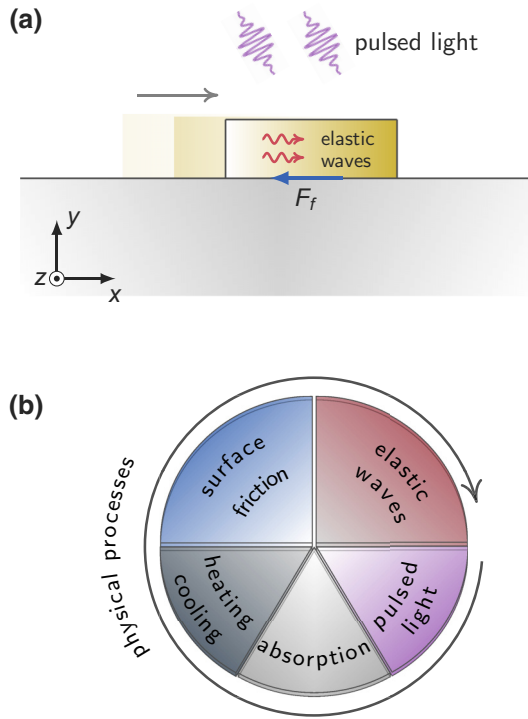 (a)
pulsed light
elastic
waves
F_f
y
z
x
(b)
physical processes
surface
friction
elastic
waves
heating
cooling
pulsed
light
absorption